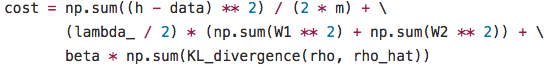 cost = np.sum((h - data) ** 2) / (2 * m) + \
(lambda_ / 2) * (np.sum(W1 ** 2) + np.sum(W2 ** 2)) + \
beta * np.sum(KL_divergence(rho, rho_hat))